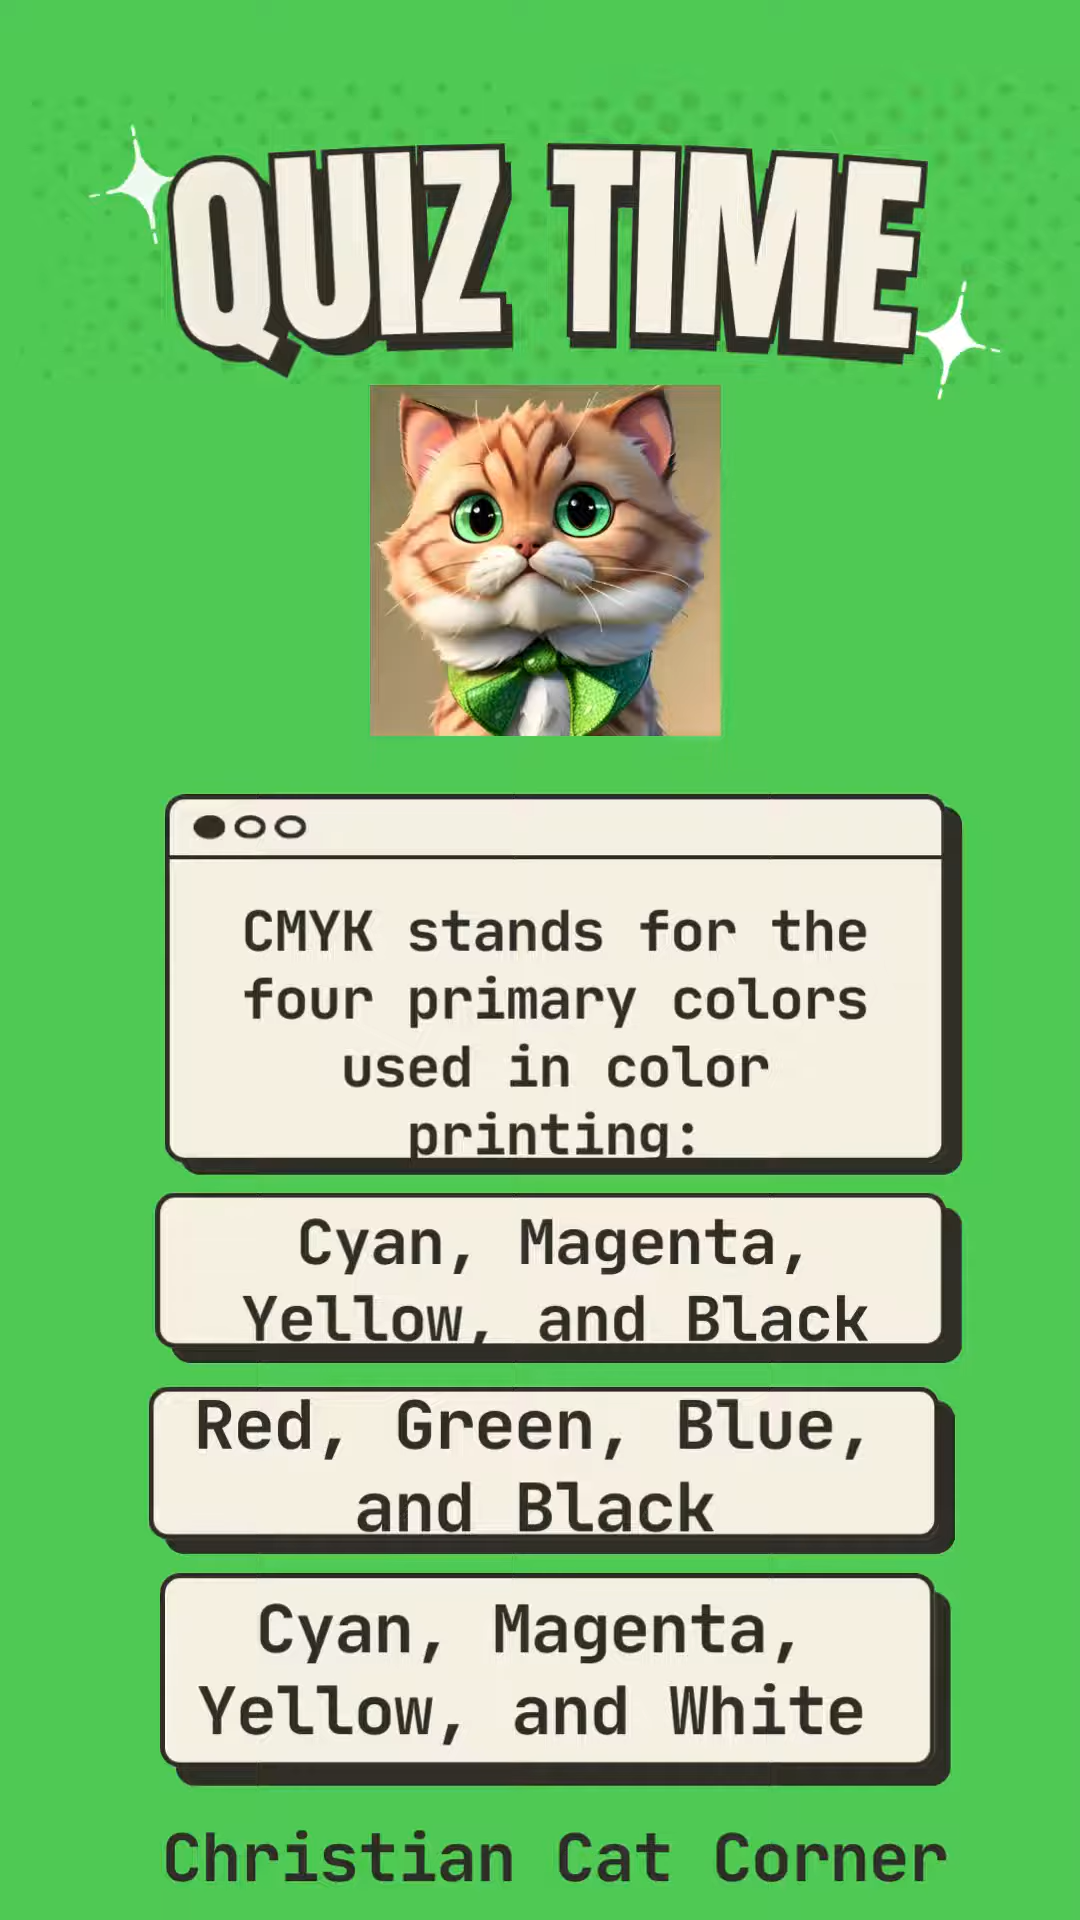 QUIZ TIME
CMYK stands for the
four primary colors
used in color
printing:
Cyan, Magenta,
Yellow, and Black
Red, Green, Blue,
and Black
Cyan, Magenta,
Yellow, and White
Christian Cat Corner